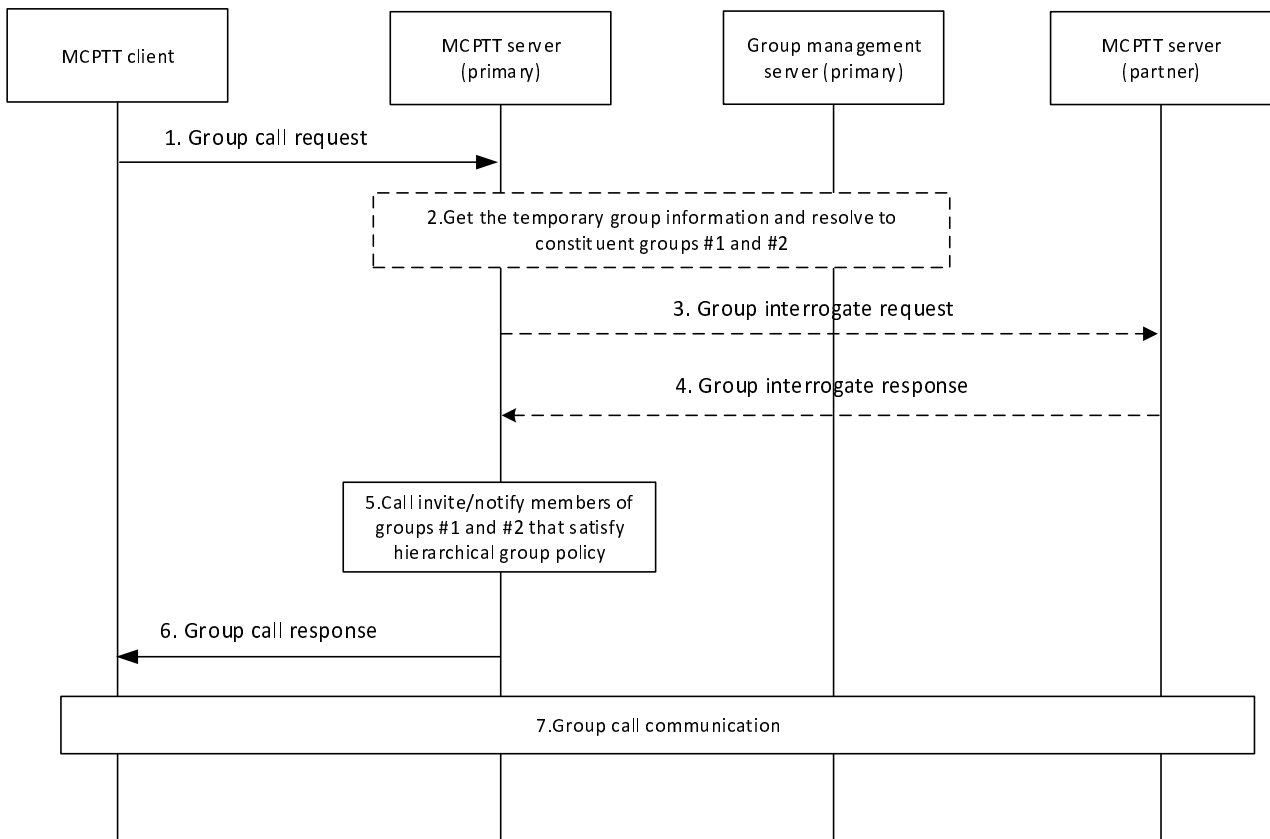 MCPTT client
MCPTT server
(primary)
Group management
server (primary)
MCPTT server
(partner)
1. Group call request
2.Get the temporary group information and resolve to
constituent groups #1 and #2
3. Group interrogate request
4. Group interrogate response
5.Call invite/notify members of
groups #1 and #2 that satisfy
hierarchical group policy
6. Group call response
7.Group call communication